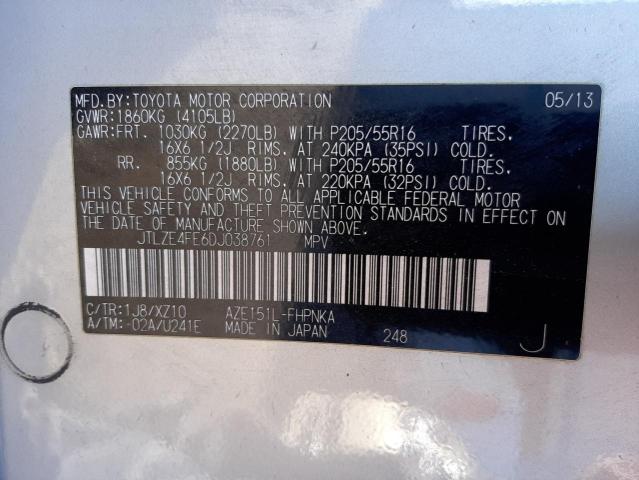 MFD.BY:TOYOTA MOTOR CORPORATION 05/13
GVWR:1860KG (4105LB)
GAWR:FRT. 1030KG (2270LB) WITH P205/55R16 TIRES.
16X6 1/2J RIMS. AT 240KPA (35PSI) COLD.
RR. 855KG (1880LB) WITH P205/55R16 TIRES.
16X6 1/2J RIMS. AT 220KPA (32PSI) COLD.
THIS VEHICLE CONFORMS TO ALL APPLICABLE FEDERAL MOTOR
VEHICLE SAFETY AND THEFT PREVENTION STANDARDS IN EFFECT ON
THE DATE OF MANUFACTURE SHOWN ABOVE.
JTLZE4FE6DJ038761 MPV
C/TR:1J8/XZ10 AZE151L-FHPNKA
A/TM:-02A/U241E MADE IN JAPAN 248 J